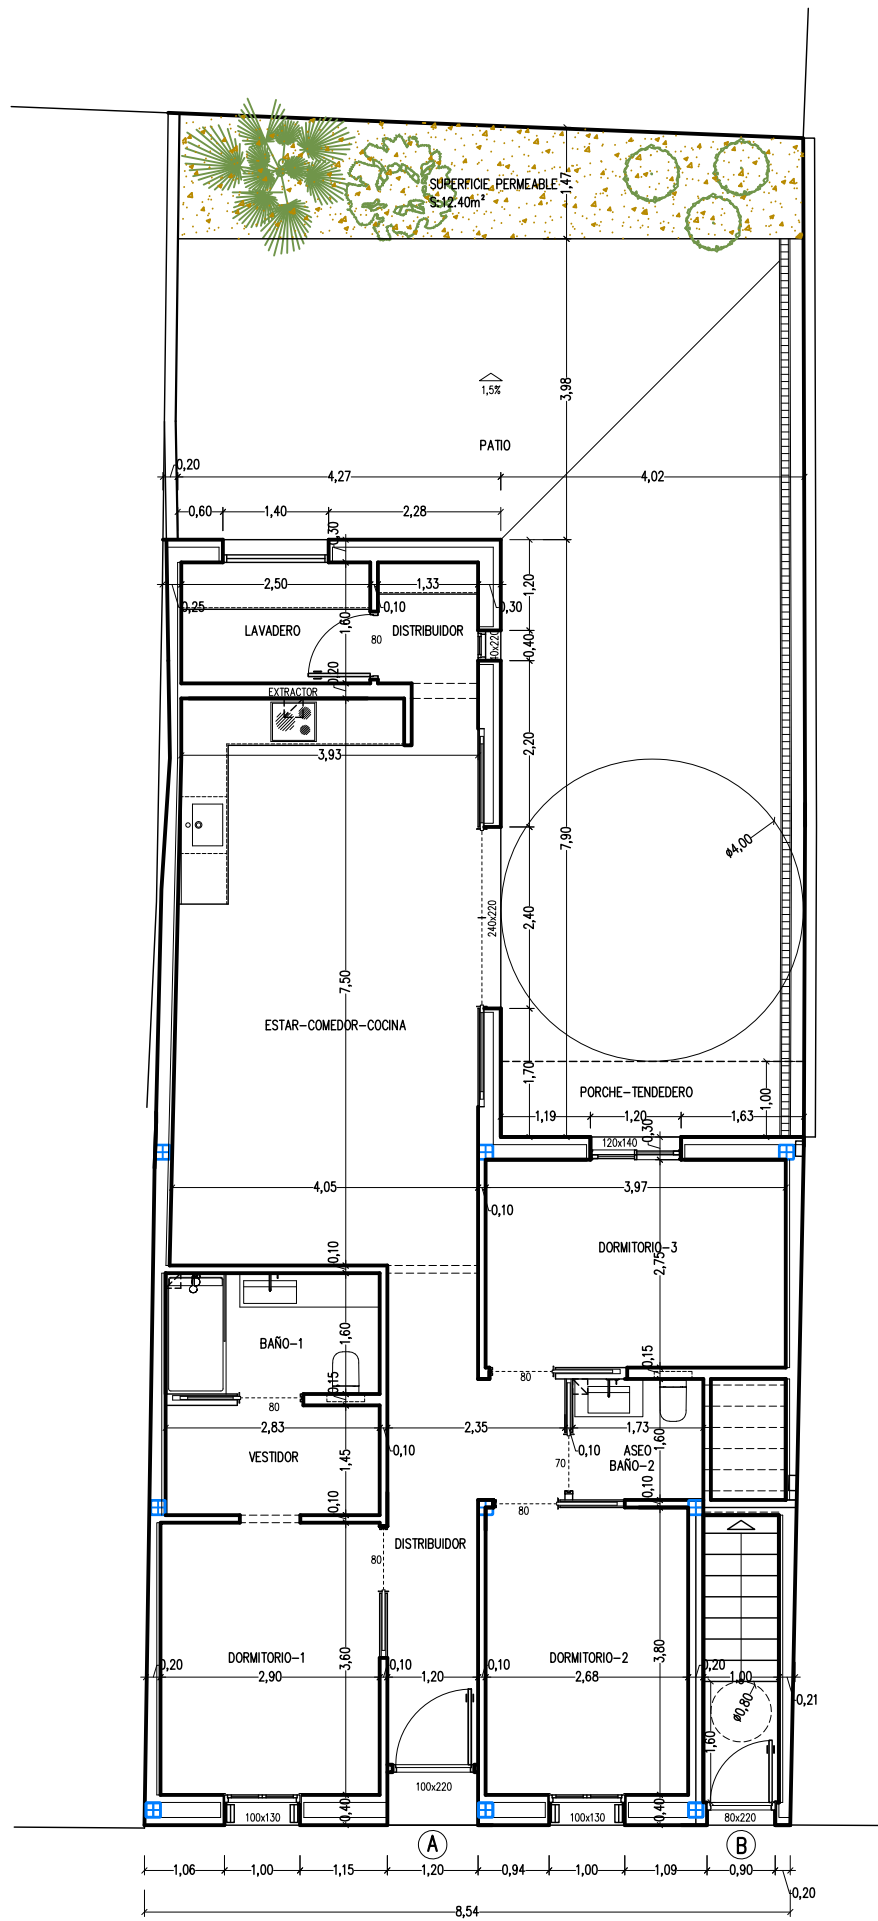 SUPERFICIE PERMEABLE
S:12.40m²
1,47
3,98
1,5%
PATIO
0,20
4,27
4,02
0,60
1,40
2,28
0,30
2,50
1,33
0,25
0,10
0,30
1,20
1,60
LAVADERO
80
DISTRIBUIDOR
40x220
0,40
0,20
EXTRACTOR
3,93
2,20
7,90
ø4,00
240x220
2,40
7,50
ESTAR-COMEDOR-COCINA
1,70
PORCHE-TENDEDERO
1,00
1,19
1,20
1,63
0,30
120x140
4,05
3,97
0,10
DORMITORIO-3
2,75
0,10
BAÑO-1
1,60
0,15
0,15
80
80
2,83
2,35
1,73
0,10
0,10
1,60
ASEO
BAÑO-2
VESTIDOR
1,45
70
0,10
0,10
80
DISTRIBUIDOR
80
DORMITORIO-1
3,60
DORMITORIO-2
3,80
0,20
2,90
0,10
1,20
0,10
2,68
0,20
1,00
0,21
ø0,80
1,60
100x220
0,40
0,40
100x130
100x130
80x220
A
B
1,06
1,00
1,15
1,20
0,94
1,00
1,09
0,90
0,20
8,54